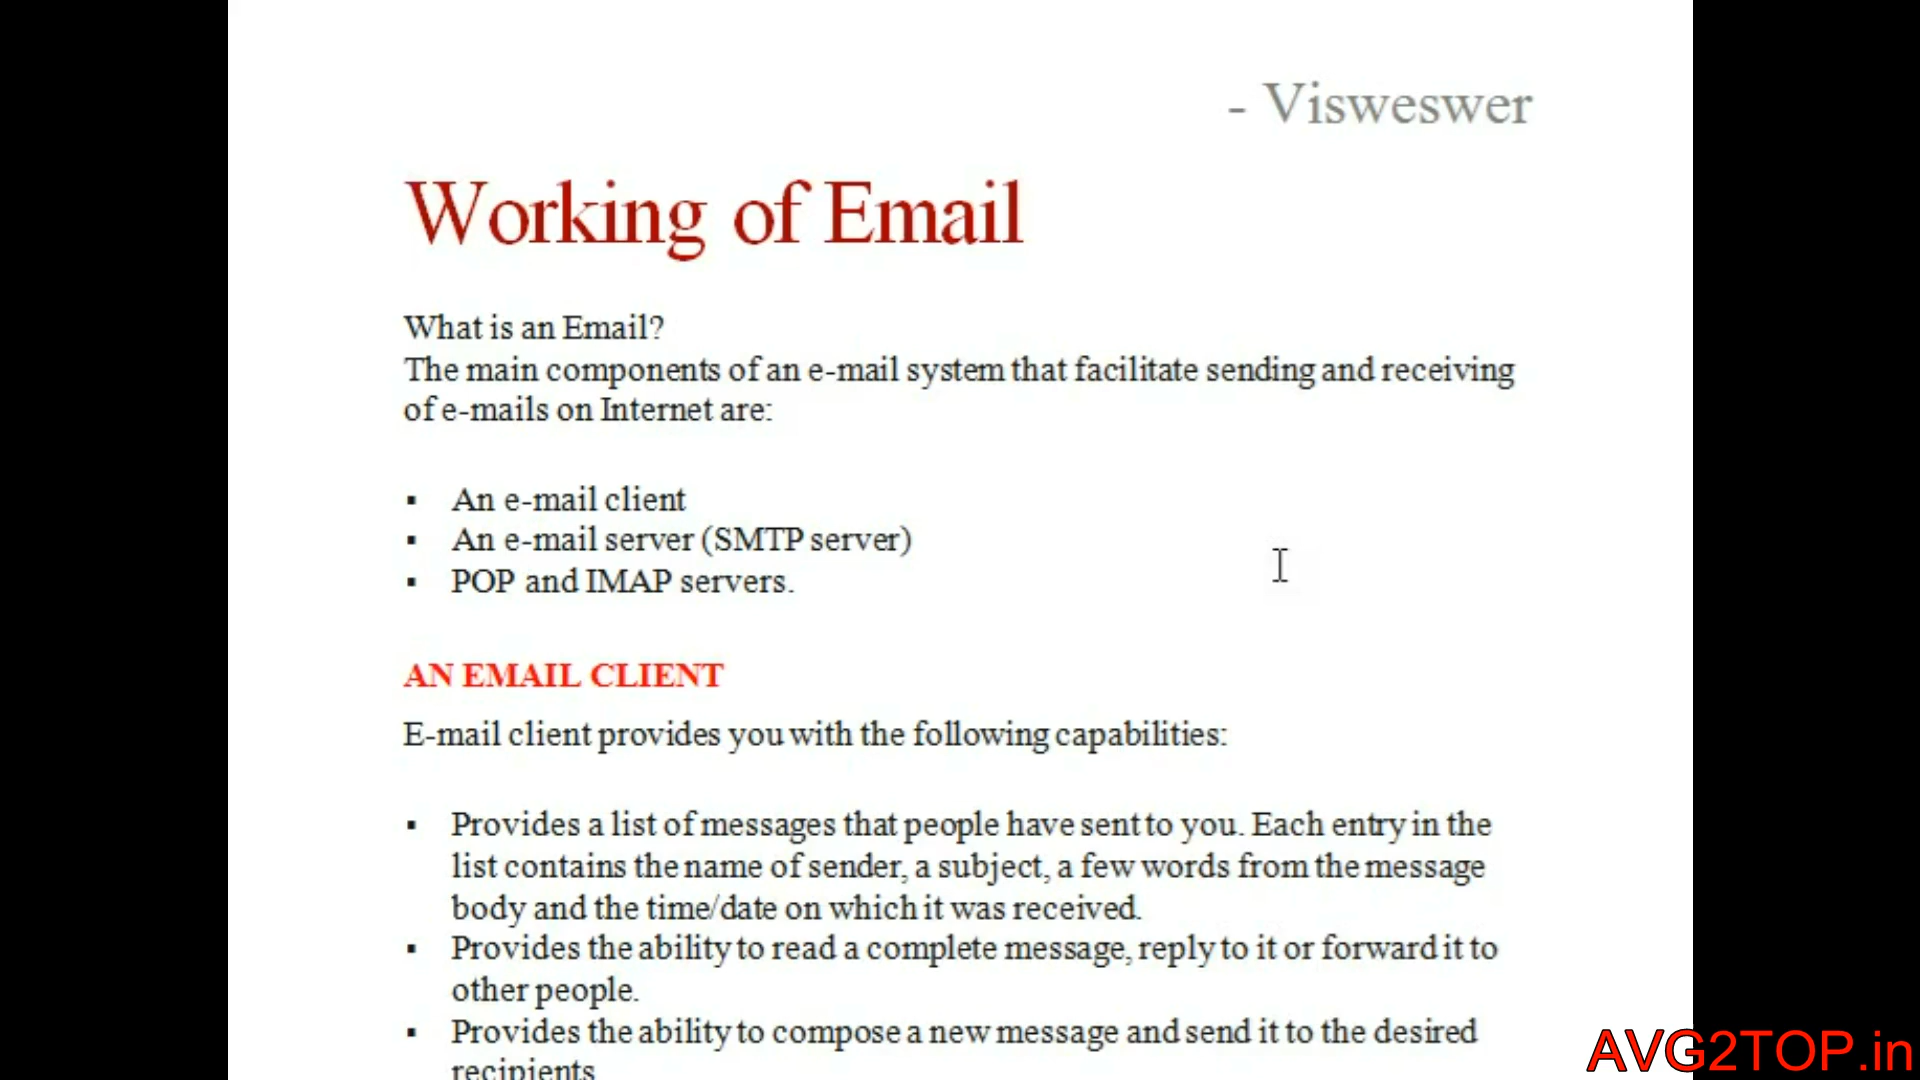 - Visweswer
Working of Email
What is an Email?
The main components of an e-mail system that facilitate sending and receiving
of e-mails on Internet are:
▪ An e-mail client
▪ An e-mail server (SMTP server)
▪ POP and IMAP servers.
AN EMAIL CLIENT
E-mail client provides you with the following capabilities:
▪ Provides a list of messages that people have sent to you. Each entry in the
list contains the name of sender, a subject, a few words from the message
body and the time/date on which it was received.
▪ Provides the ability to read a complete message, reply to it or forward it to
other people.
▪ Provides the ability to compose a new message and send it to the desired
recipients
AVG2TOP.in